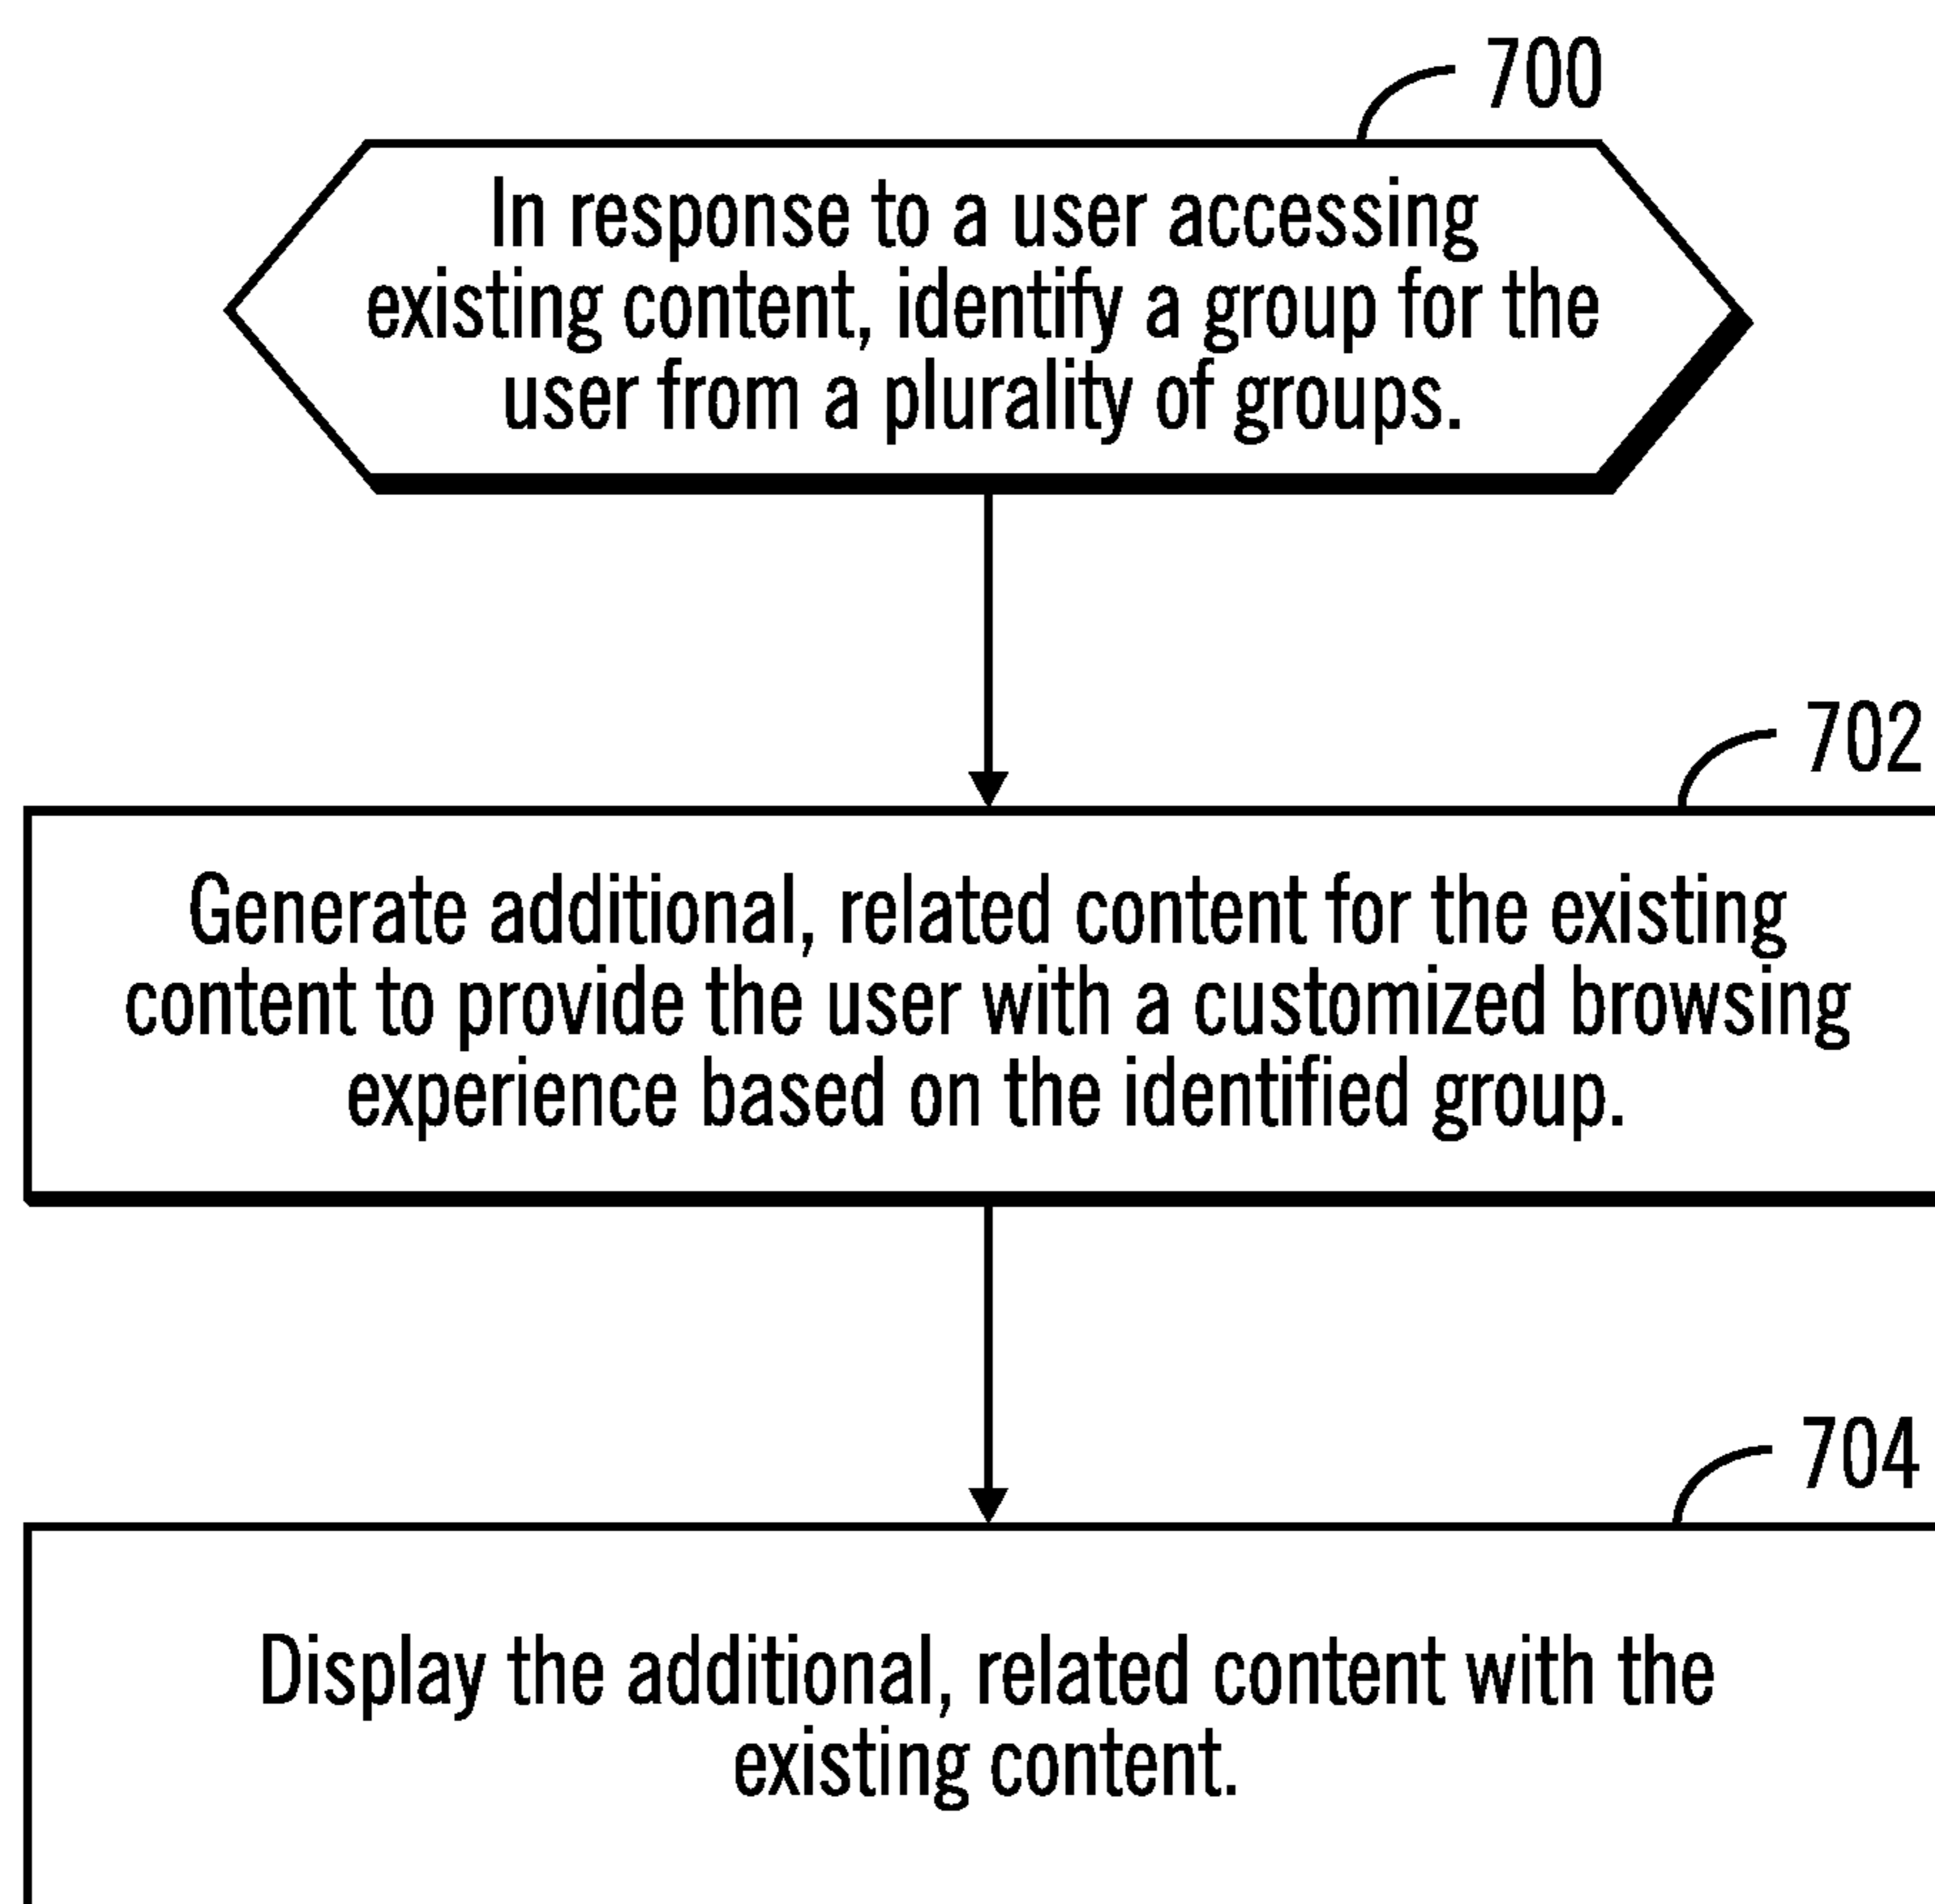 700
In response to a user accessing
existing content, identify a group for the
user from a plurality of groups.
702
Generate additional, related content for the existing
content to provide the user with a customized browsing
experience based on the identified group.
704
Display the additional, related content with the
existing content.